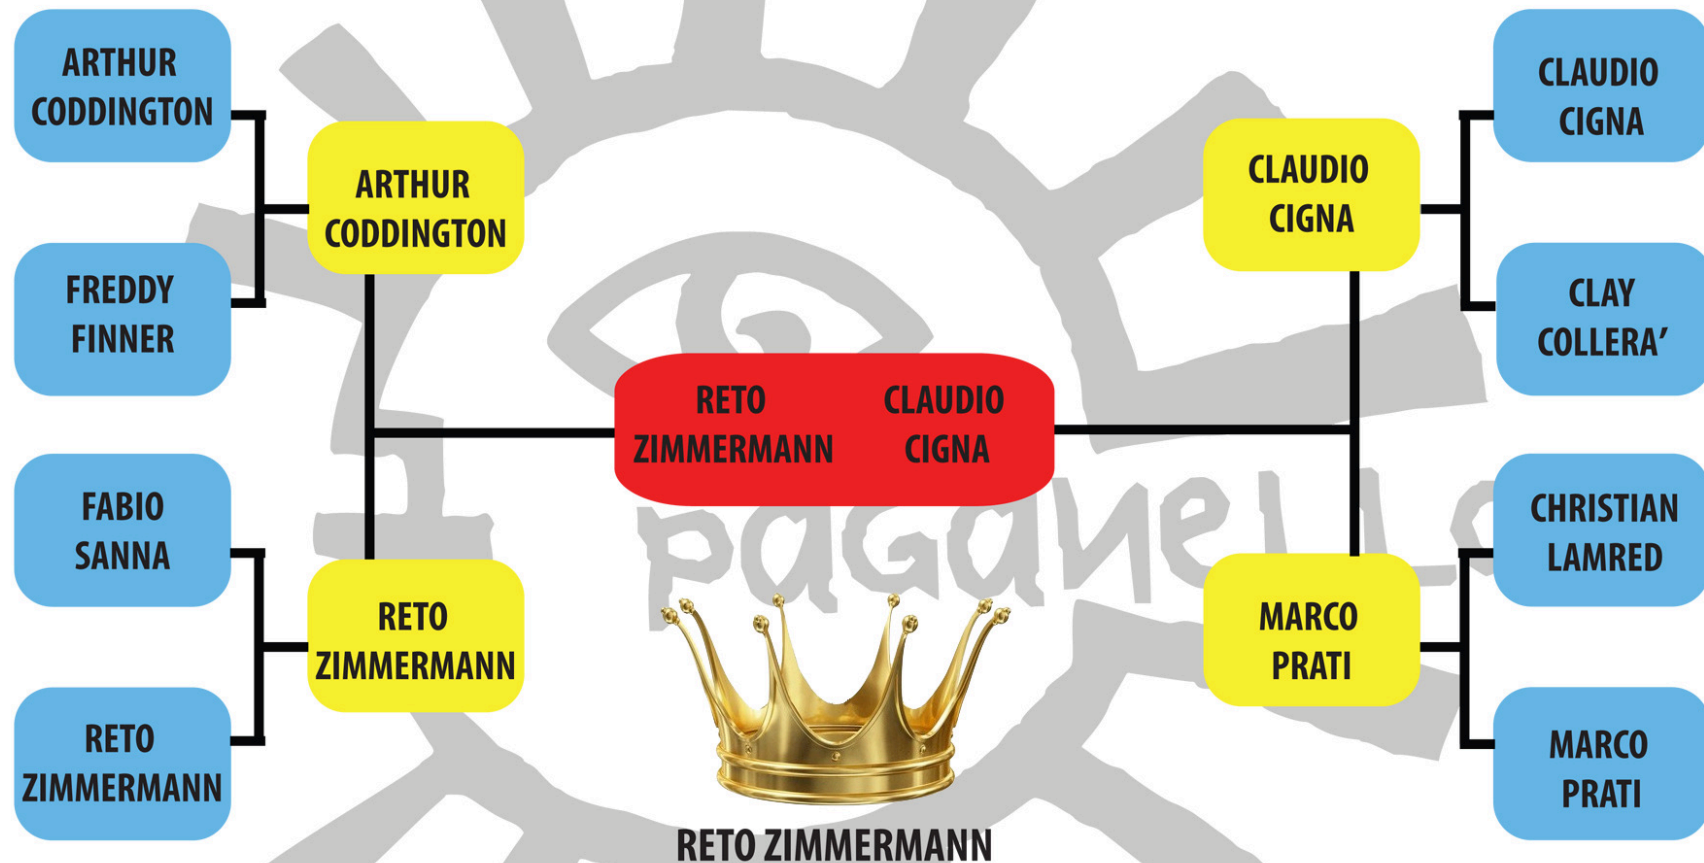 ARTHUR
CODDINGTON
FREDDY
FINNER
FABIO
SANNA
RETO
ZIMMERMANN
ARTHUR
CODDINGTON
RETO
ZIMMERMANN
RETO
ZIMMERMANN
CLAUDIO
CIGNA
paganello
RETO ZIMMERMANN
CLAUDIO
CIGNA
MARCO
PRATI
CLAUDIO
CIGNA
CLAY
COLLERA’
CHRISTIAN
LAMRED
MARCO
PRATI